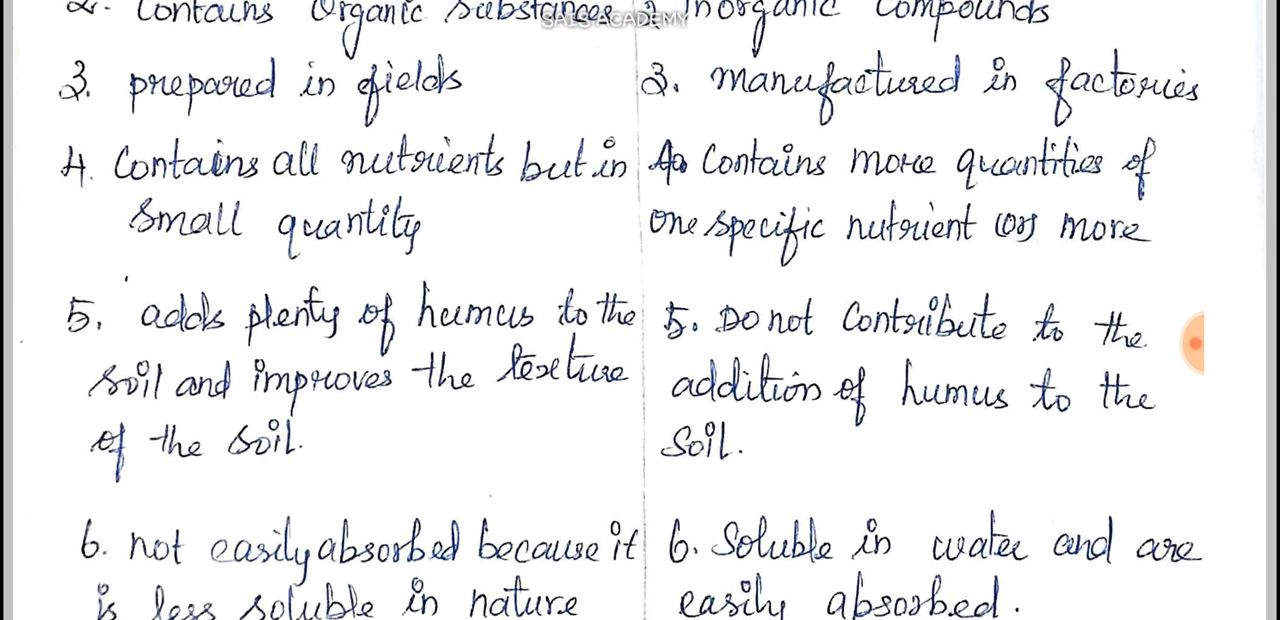 2. Contains Organic substances
SAIS ACADEMY
2 Inorganic Compounds
3. prepared in fields
3. manufactured in factories
4. Contains all nutrients but in
small quantity
4. Contains more quantities of
one specific nutrient (or) more
5. adds plenty of humus to the
soil and improves the texture
of the soil.
5. Do not Contribute to the
addition of humus to the
soil.
6. not easily absorbed because it
is less soluble in nature
6. Soluble in water and are
easily absorbed.